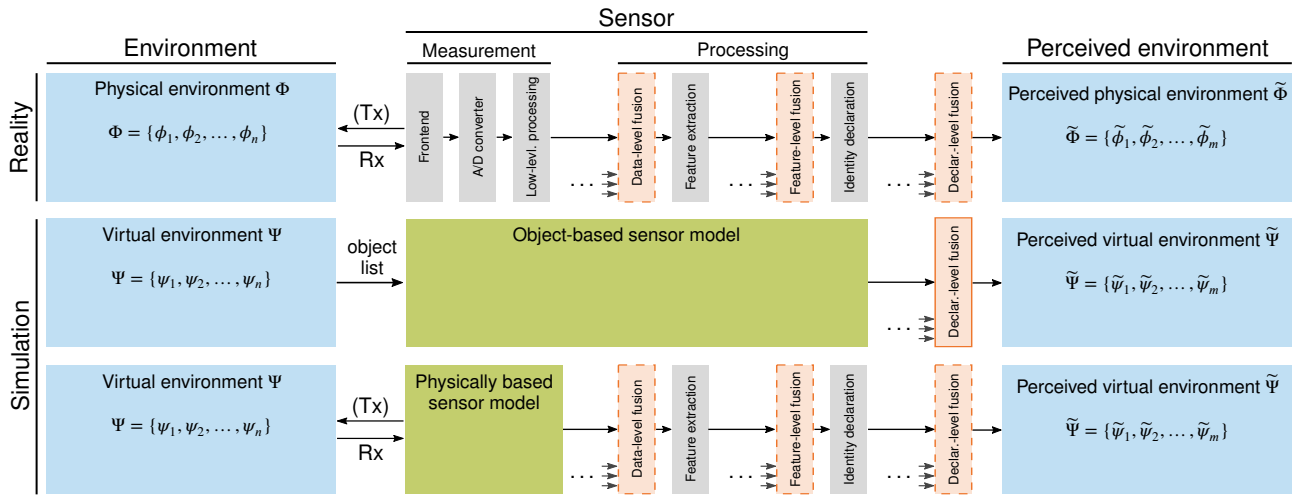 Sensor
Environment
Measurement
Processing
Perceived environment
Reality
Physical environment Φ
Φ = {ϕ₁, ϕ₂, … , ϕₙ}
(Tx)
Rx
Frontend
A/D converter
Low-levl. processing
...
Data-level fusion
Feature extraction
...
Feature-level fusion
Identity declaration
...
Declar.-level fusion
Perceived physical environment Φ̃
Φ̃ = {ϕ̃₁, ϕ̃₂, … , ϕ̃ₘ}
Simulation
Virtual environment Ψ
Ψ = {ψ₁, ψ₂, … , ψₙ}
object
list
Object-based sensor model
...
Declar.-level fusion
Perceived virtual environment Ψ̃
Ψ̃ = {ψ̃₁, ψ̃₂, … , ψ̃ₘ}
Virtual environment Ψ
Ψ = {ψ₁, ψ₂, … , ψₙ}
(Tx)
Rx
Physically based
sensor model
...
Data-level fusion
Feature extraction
...
Feature-level fusion
Identity declaration
...
Declar.-level fusion
Perceived virtual environment Ψ̃
Ψ̃ = {ψ̃₁, ψ̃₂, … , ψ̃ₘ}